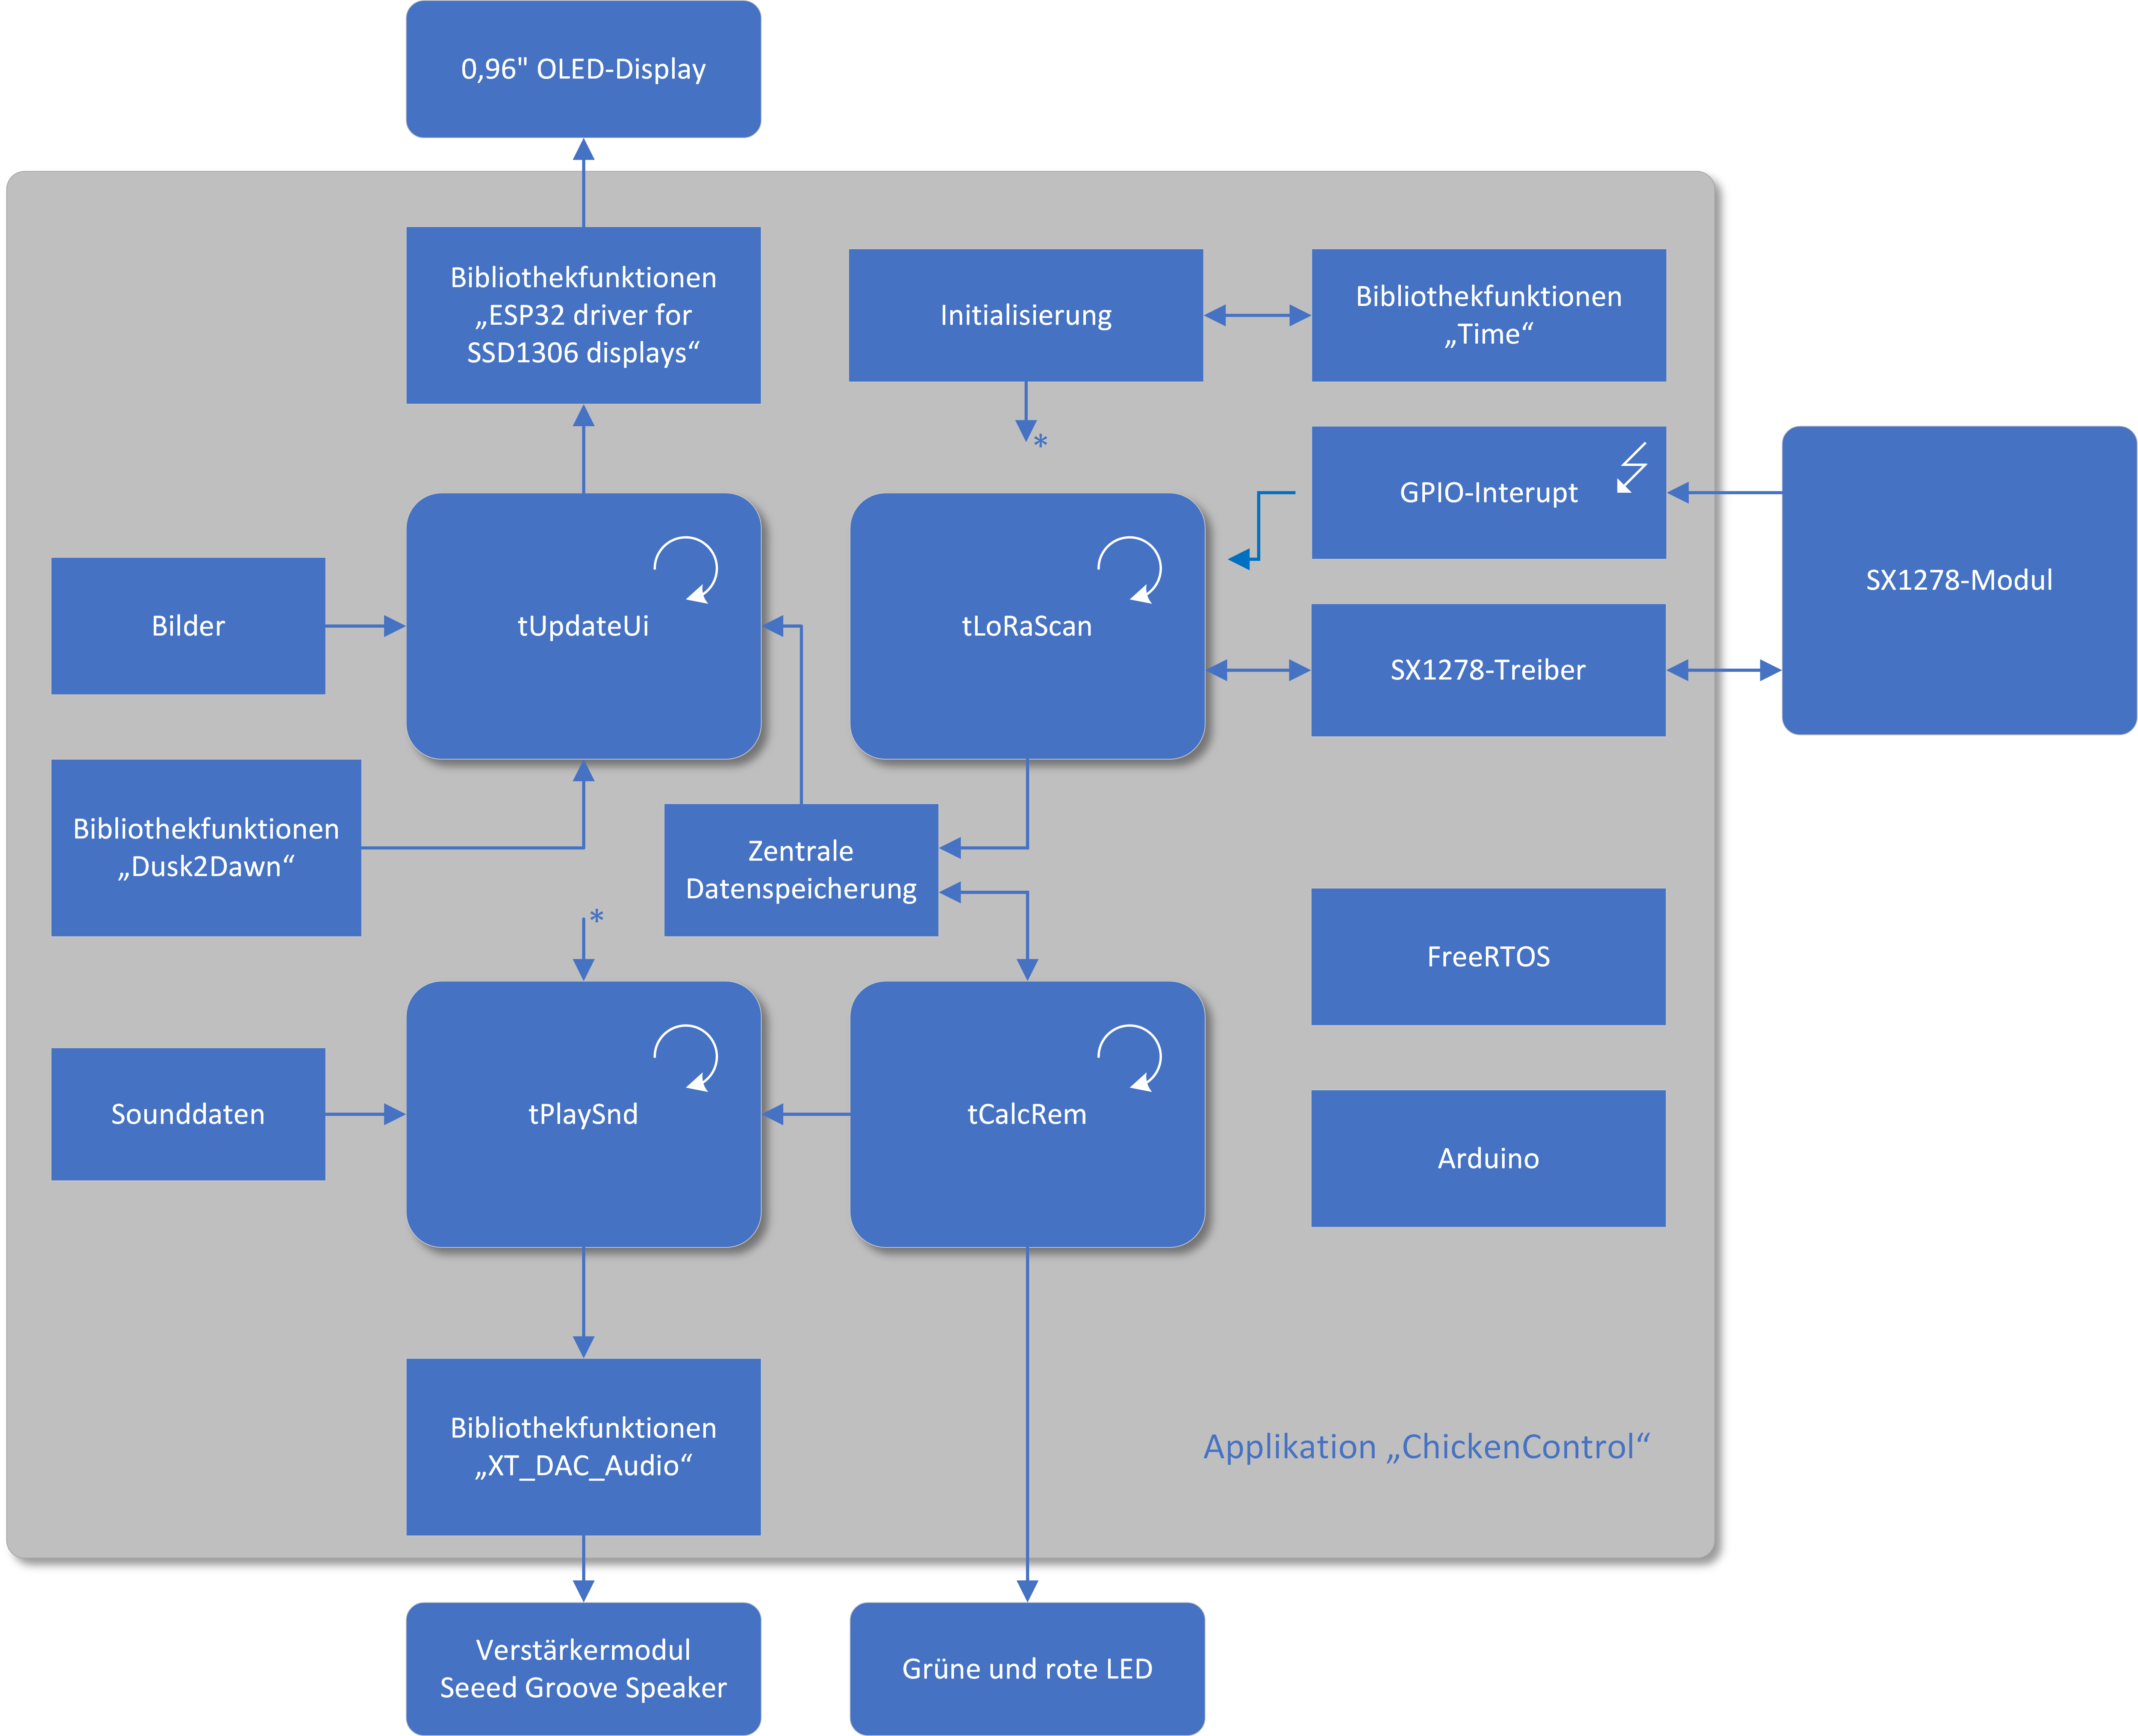 0,96" OLED-Display
Bibliothekfunktionen
„ESP32 driver for
SSD1306 displays“
Initialisierung
Bibliothekfunktionen
„Time“
*
GPIO-Interupt
SX1278-Modul
Bilder
tUpdateUi
tLoRaScan
SX1278-Treiber
Bibliothekfunktionen
„Dusk2Dawn“
Zentrale
Datenspeicherung
*
FreeRTOS
Sounddaten
tPlaySnd
tCalcRem
Arduino
Bibliothekfunktionen
„XT_DAC_Audio“
Applikation „ChickenControl“
Verstärkermodul
Seeed Groove Speaker
Grüne und rote LED